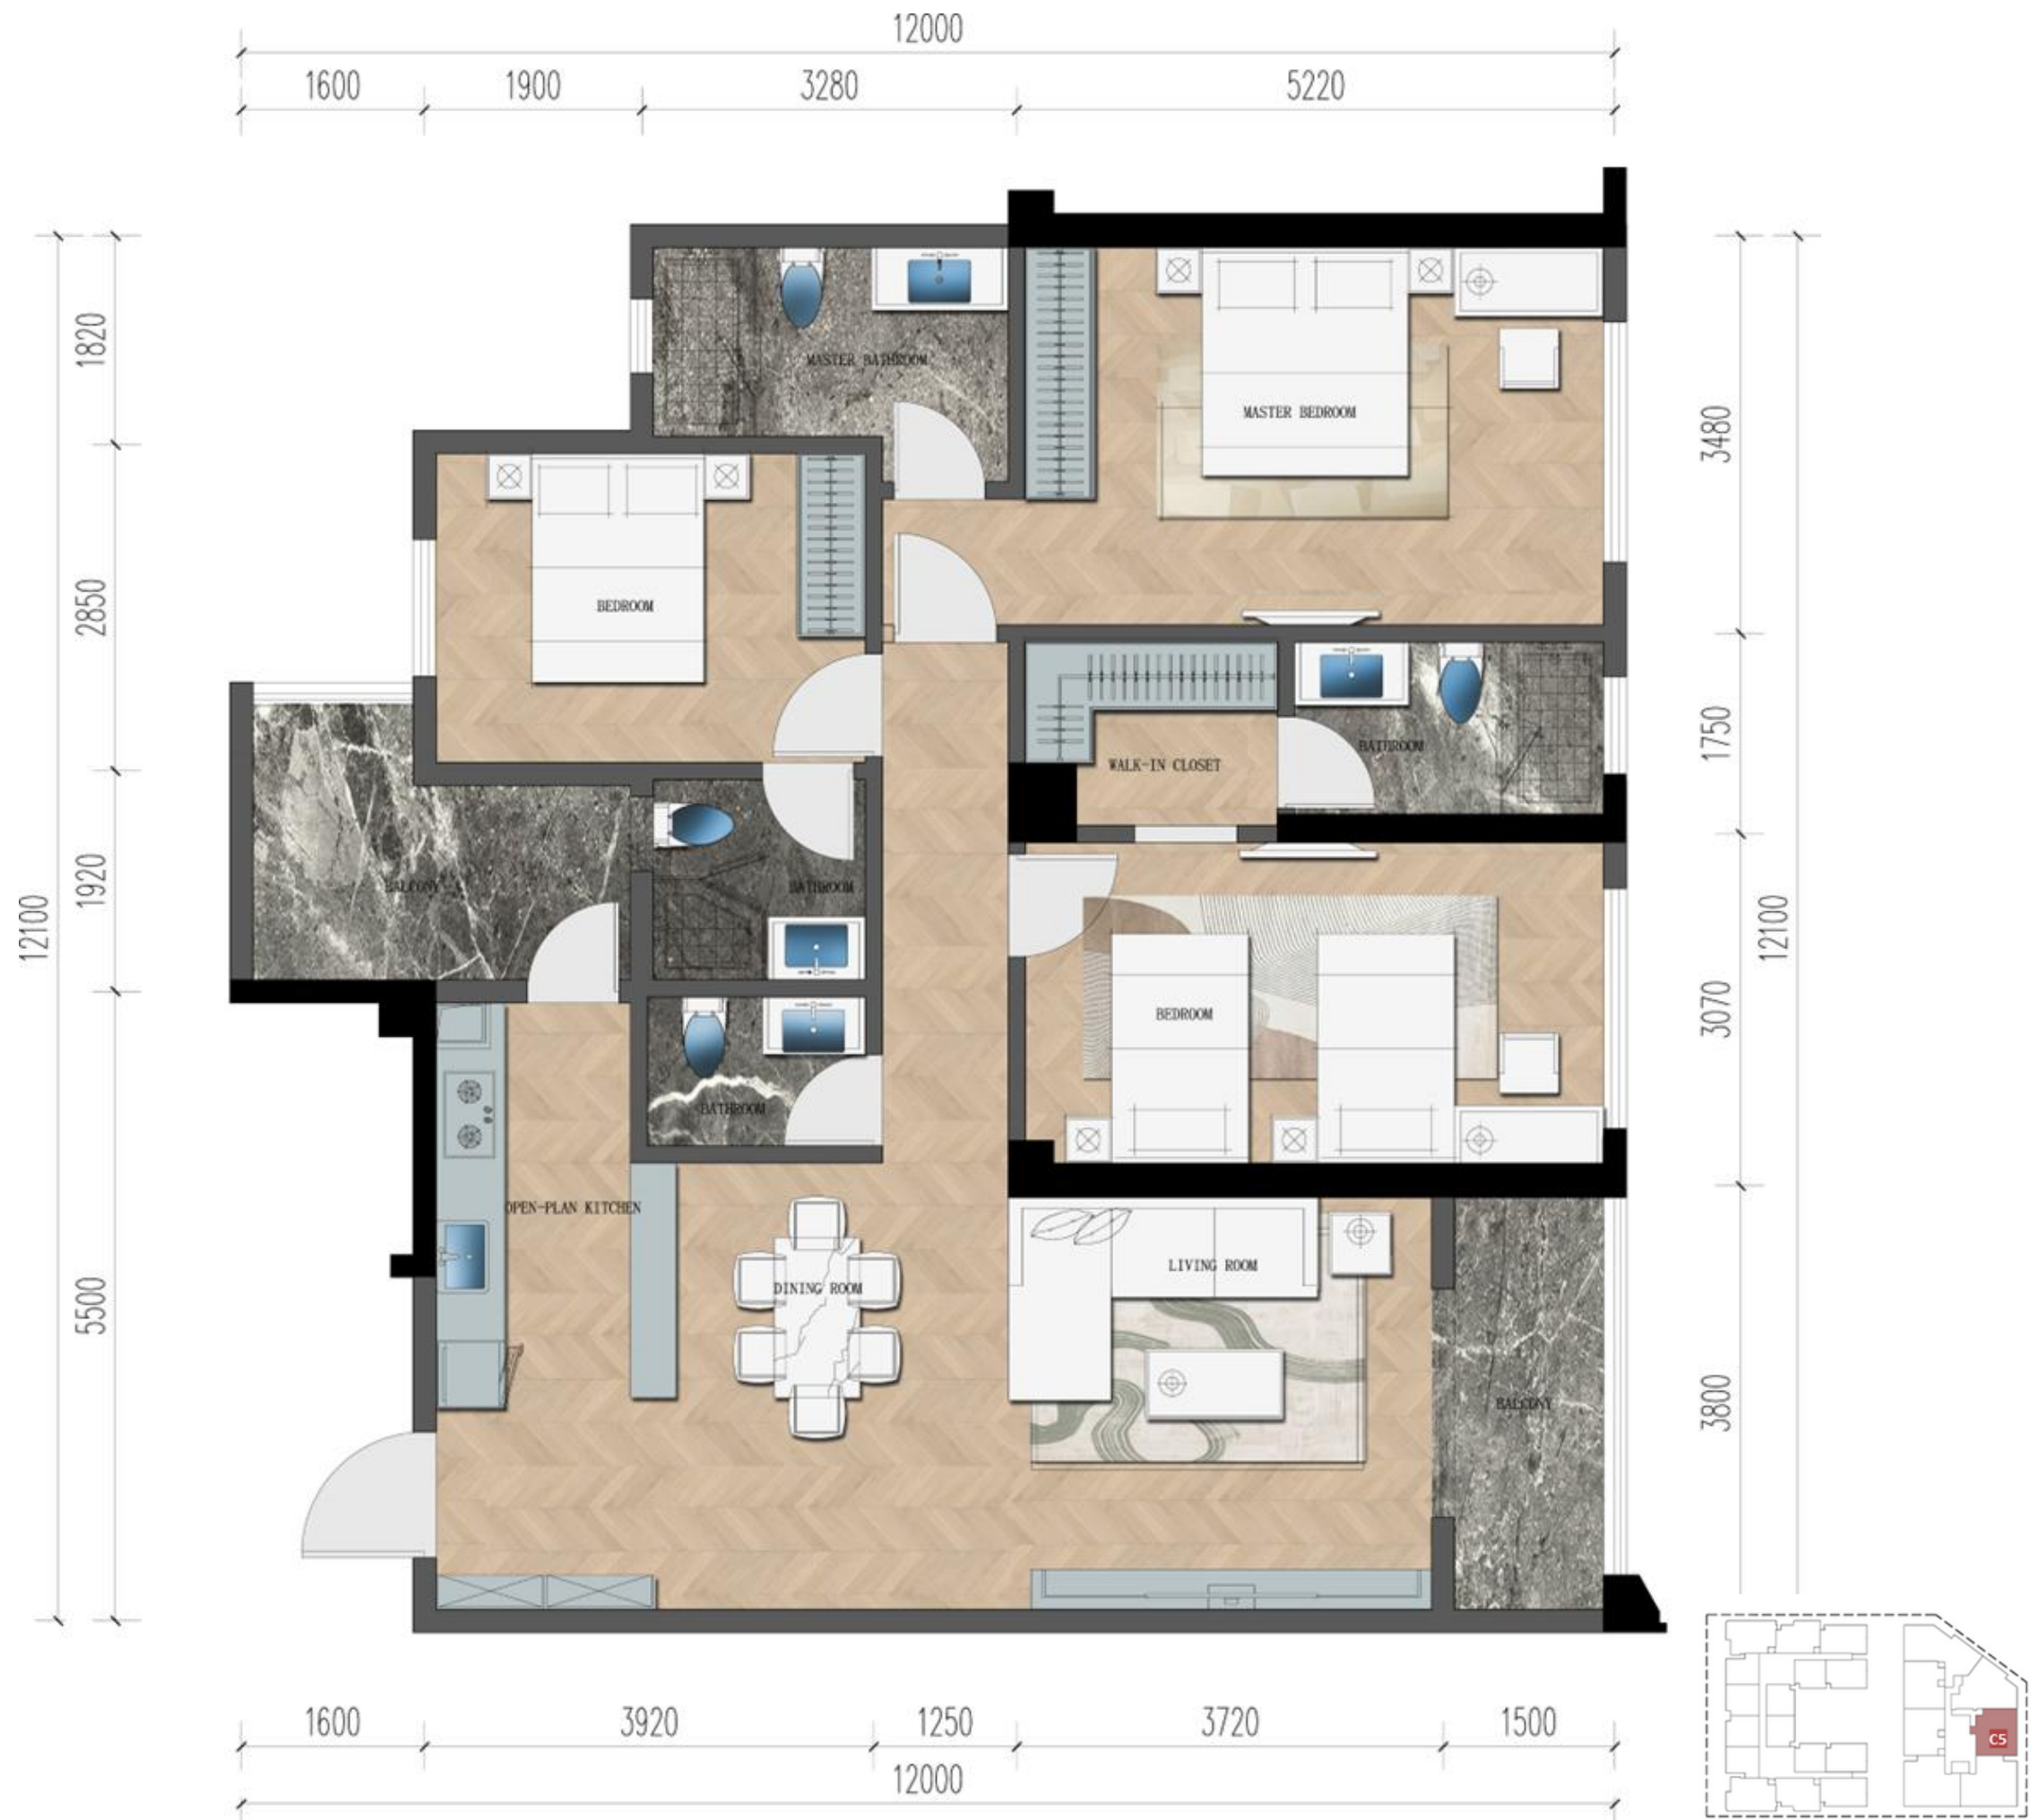 12000
1600
1900
3280
5220
1820
2850
1920
5500
12100
3480
1750
3070
3800
12100
MASTER BATHROOM
MASTER BEDROOM
BEDROOM
WALK-IN CLOSET
BATHROOM
BALCONY
BATHROOM
BEDROOM
BATHROOM
OPEN-PLAN KITCHEN
DINING ROOM
LIVING ROOM
BALCONY
1600
3920
1250
3720
1500
12000
C5